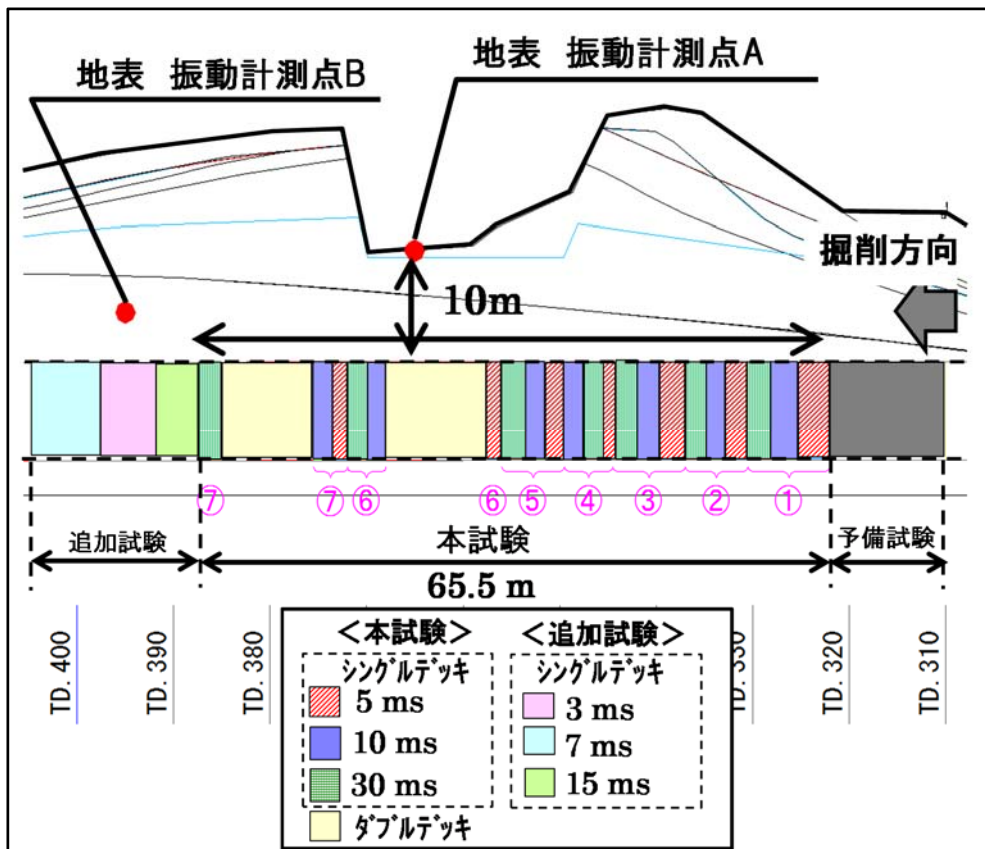 地表 振動計測点A
地表 振動計測点B
掘削方向
10m
⑦ ⑦ ⑥ ⑥ ⑤ ④ ③ ② ①
追加試験
本試験
予備試験
65.5 m
TD. 400
TD. 390
TD. 380
TD. 320
TD. 310
<本試験>
ｼﾝｸﾞﾙデッキ
5 ms
10 ms
30 ms
ﾀﾞﾌﾞﾙデッキ
<追加試験>
ｼﾝｸﾞﾙデッキ
3 ms
7 ms
15 ms